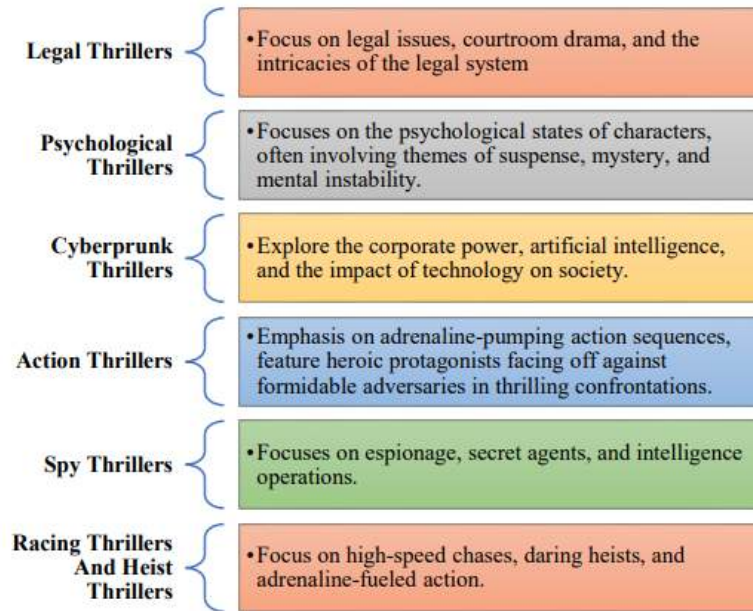 Legal Thrillers
•Focus on legal issues, courtroom drama, and the
intricacies of the legal system
Psychological
Thrillers
•Focuses on the psychological states of characters,
often involving themes of suspense, mystery, and
mental instability.
Cyberprunk
Thrillers
•Explore the corporate power, artificial intelligence,
and the impact of technology on society.
Action Thrillers
•Emphasis on adrenaline-pumping action sequences,
feature heroic protagonists facing off against
formidable adversaries in thrilling confrontations.
Spy Thrillers
•Focuses on espionage, secret agents, and intelligence
operations.
Racing Thrillers
And Heist
Thrillers
•Focus on high-speed chases, daring heists, and
adrenaline-fueled action.